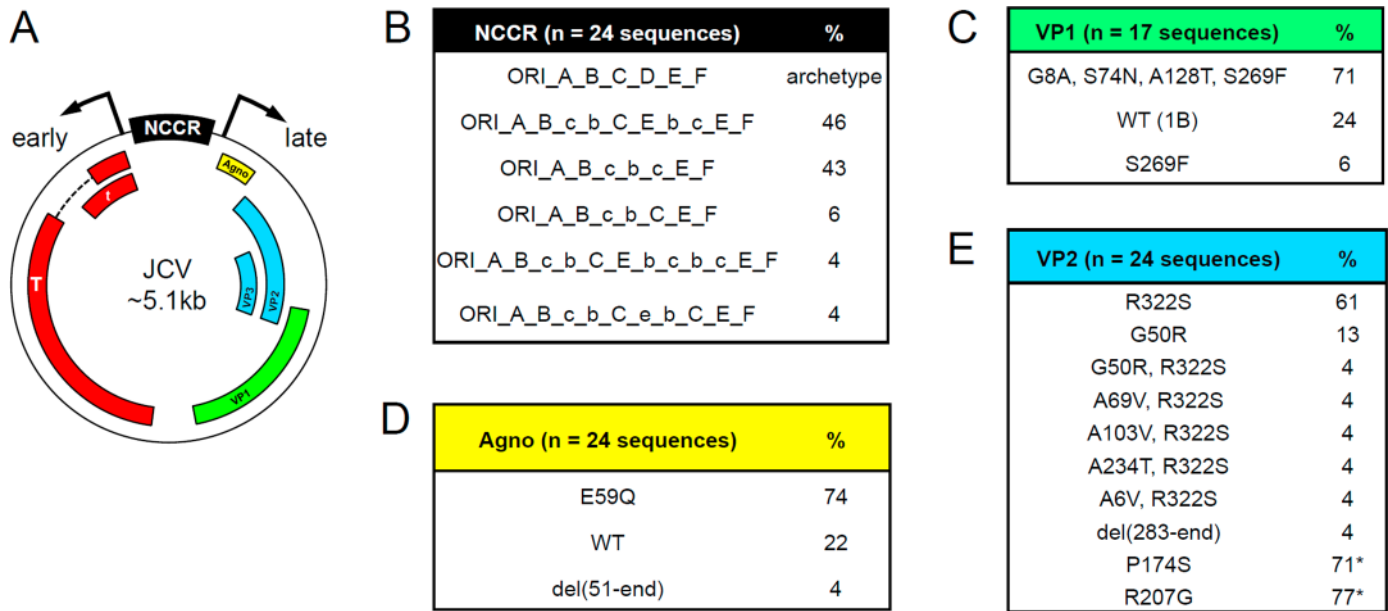 A
early
NCCR
late
Agno
t
T
JCV
~5.1kb
VP3
VP2
VP1
B
NCCR (n = 24 sequences) %
ORI_A_B_C_D_E_F archetype
ORI_A_B_c_b_C_E_b_c_E_F 46
ORI_A_B_c_b_c_E_F 43
ORI_A_B_c_b_C_E_F 6
ORI_A_B_c_b_C_E_b_c_b_c_E_F 4
ORI_A_B_c_b_C_e_b_C_E_F 4
C
VP1 (n = 17 sequences) %
G8A, S74N, A128T, S269F 71
WT (1B) 24
S269F 6
D
Agno (n = 24 sequences) %
E59Q 74
WT 22
del(51-end) 4
E
VP2 (n = 24 sequences) %
R322S 61
G50R 13
G50R, R322S 4
A69V, R322S 4
A103V, R322S 4
A234T, R322S 4
A6V, R322S 4
del(283-end) 4
P174S 71*
R207G 77*